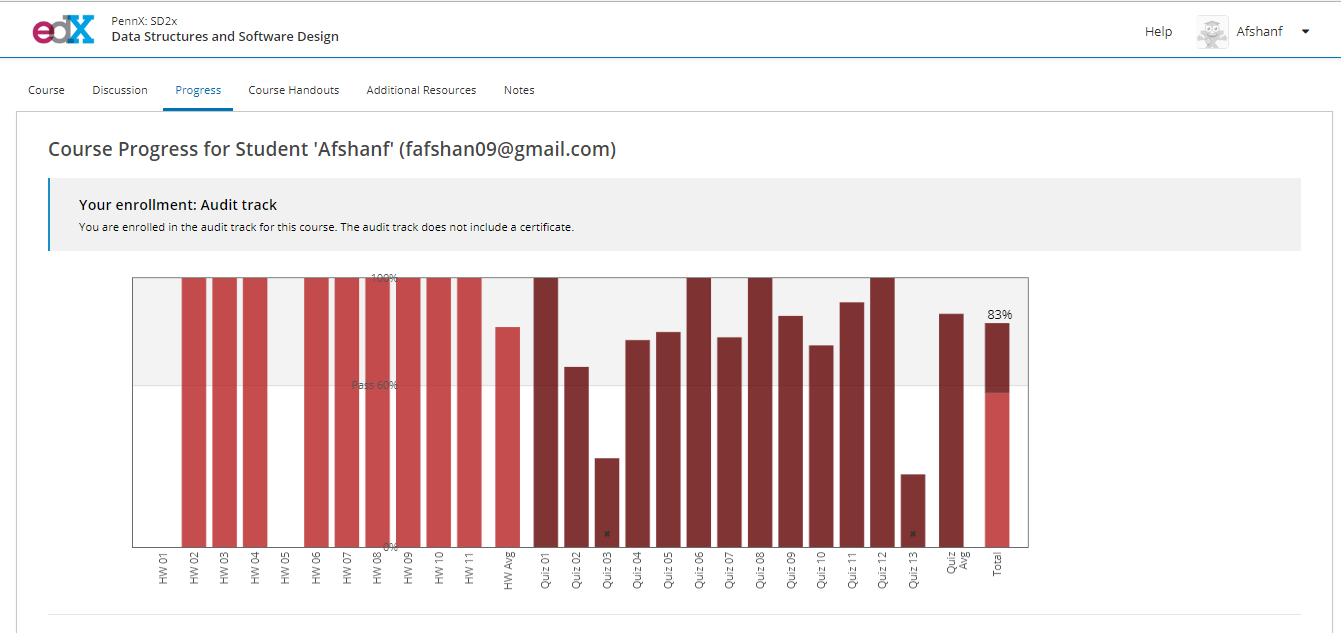 edX
PennX: SD2x
Data Structures and Software Design
Help
Afshanf
Course
Discussion
Progress
Course Handouts
Additional Resources
Notes
Course Progress for Student 'Afshanf' (fafshan09@gmail.com)
Your enrollment: Audit track
You are enrolled in the audit track for this course. The audit track does not include a certificate.
100%
83%
Pass 60%
x
x
0%
HW 01
HW 02
HW 03
HW 04
HW 05
HW 06
HW 07
HW 08
HW 09
HW 10
HW 11
HW Avg
Quiz 01
Quiz 02
Quiz 03
Quiz 04
Quiz 05
Quiz 06
Quiz 07
Quiz 08
Quiz 09
Quiz 10
Quiz 11
Quiz 12
Quiz 13
Quiz
Avg
Total